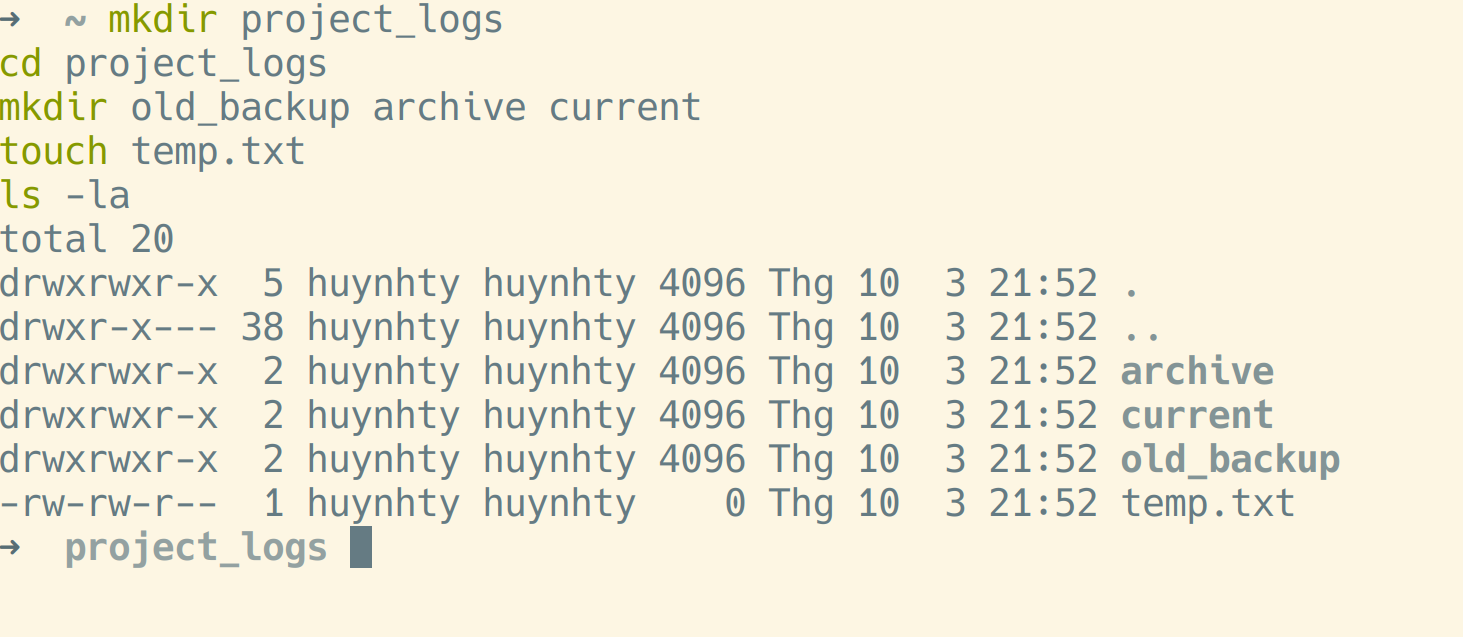 ➜  ~ mkdir project_logs
cd project_logs
mkdir old_backup archive current
touch temp.txt
ls -la
total 20
drwxrwxr-x  5 huynhty huynhty 4096 Thg 10  3 21:52 .
drwxr-x--- 38 huynhty huynhty 4096 Thg 10  3 21:52 ..
drwxrwxr-x  2 huynhty huynhty 4096 Thg 10  3 21:52 archive
drwxrwxr-x  2 huynhty huynhty 4096 Thg 10  3 21:52 current
drwxrwxr-x  2 huynhty huynhty 4096 Thg 10  3 21:52 old_backup
-rw-rw-r--  1 huynhty huynhty    0 Thg 10  3 21:52 temp.txt
➜  project_logs